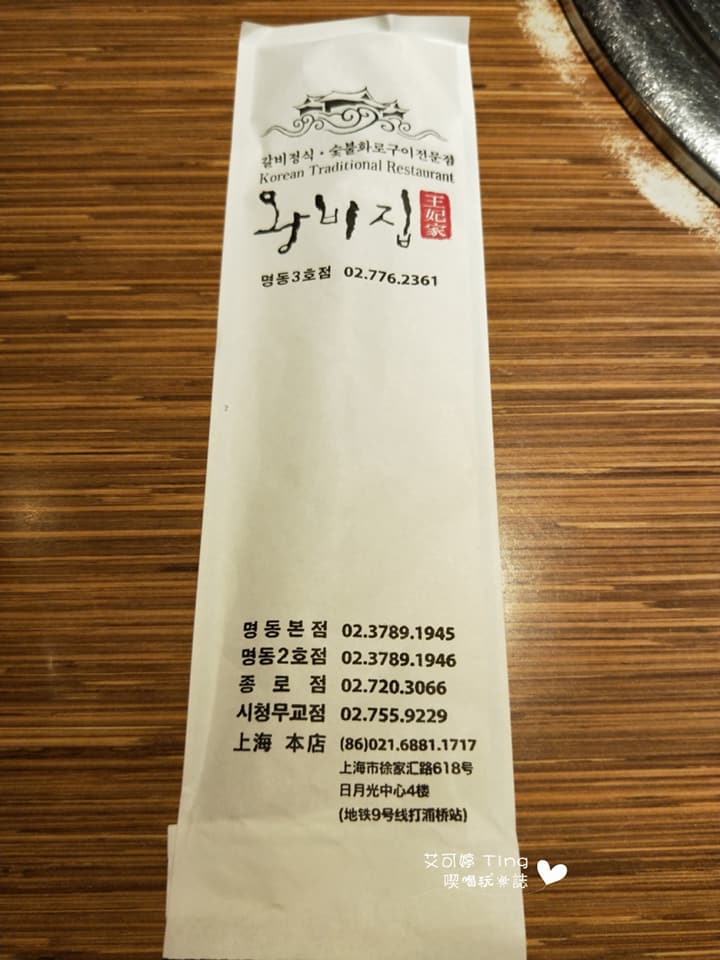 갈비정식·숯불화로구이전문점
Korean Traditional Restaurant
왕비집 王妃家
명동3호점 02.776.2361
명동본점 02.3789.1945
명동2호점 02.3789.1946
종로점 02.720.3066
시청무교점 02.755.9229
上海 本店 (86)021.6881.1717
上海市徐家汇路618号
日月光中心4楼
(地铁9号线打浦桥站)
艾可婷 Ting
喫喝玩樂誌